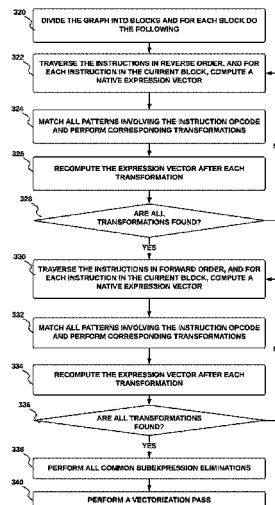 320
DIVIDE THE GRAPH INTO BLOCKS AND FOR EACH BLOCK DO
THE FOLLOWING
322
TRAVERSE THE INSTRUCTIONS IN REVERSE ORDER, AND FOR
EACH INSTRUCTION IN THE CURRENT BLOCK, COMPUTE A
NATIVE EXPRESSION VECTOR
324
MATCH ALL PATTERNS INVOLVING THE INSTRUCTION OPCODE
AND PERFORM CORRESPONDING TRANSFORMATIONS
326
RECOMPUTE THE EXPRESSION VECTOR AFTER EACH
TRANSFORMATION
328
ARE ALL
TRANSFORMATIONS FOUND?
YES
330
TRAVERSE THE INSTRUCTIONS IN FORWARD ORDER, AND FOR
EACH INSTRUCTION IN THE CURRENT BLOCK, COMPUTE A
NATIVE EXPRESSION VECTOR
332
MATCH ALL PATTERNS INVOLVING THE INSTRUCTION OPCODE
AND PERFORM CORRESPONDING TRANSFORMATIONS
334
RECOMPUTE THE EXPRESSION VECTOR AFTER EACH
TRANSFORMATION
336
ARE ALL TRANSFORMATIONS
FOUND?
YES
338
PERFORM ALL COMMON SUBEXPRESSION ELIMINATIONS
340
PERFORM A VECTORIZATION PASS